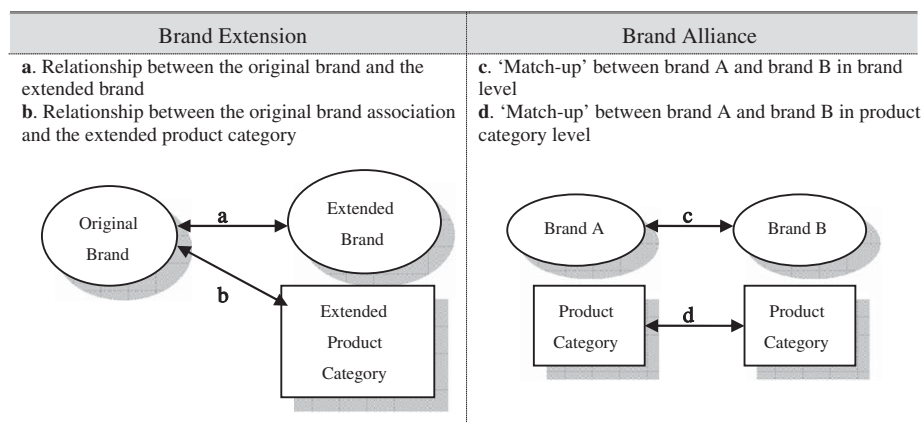 Brand Extension
Brand Alliance
a. Relationship between the original brand and the
extended brand
b. Relationship between the original brand association
and the extended product category
c. ‘Match-up’ between brand A and brand B in brand
level
d. ‘Match-up’ between brand A and brand B in product
category level
Original
Brand
a
Extended
Brand
b
Extended
Product
Category
Brand A
c
Brand B
Product
Category
d
Product
Category